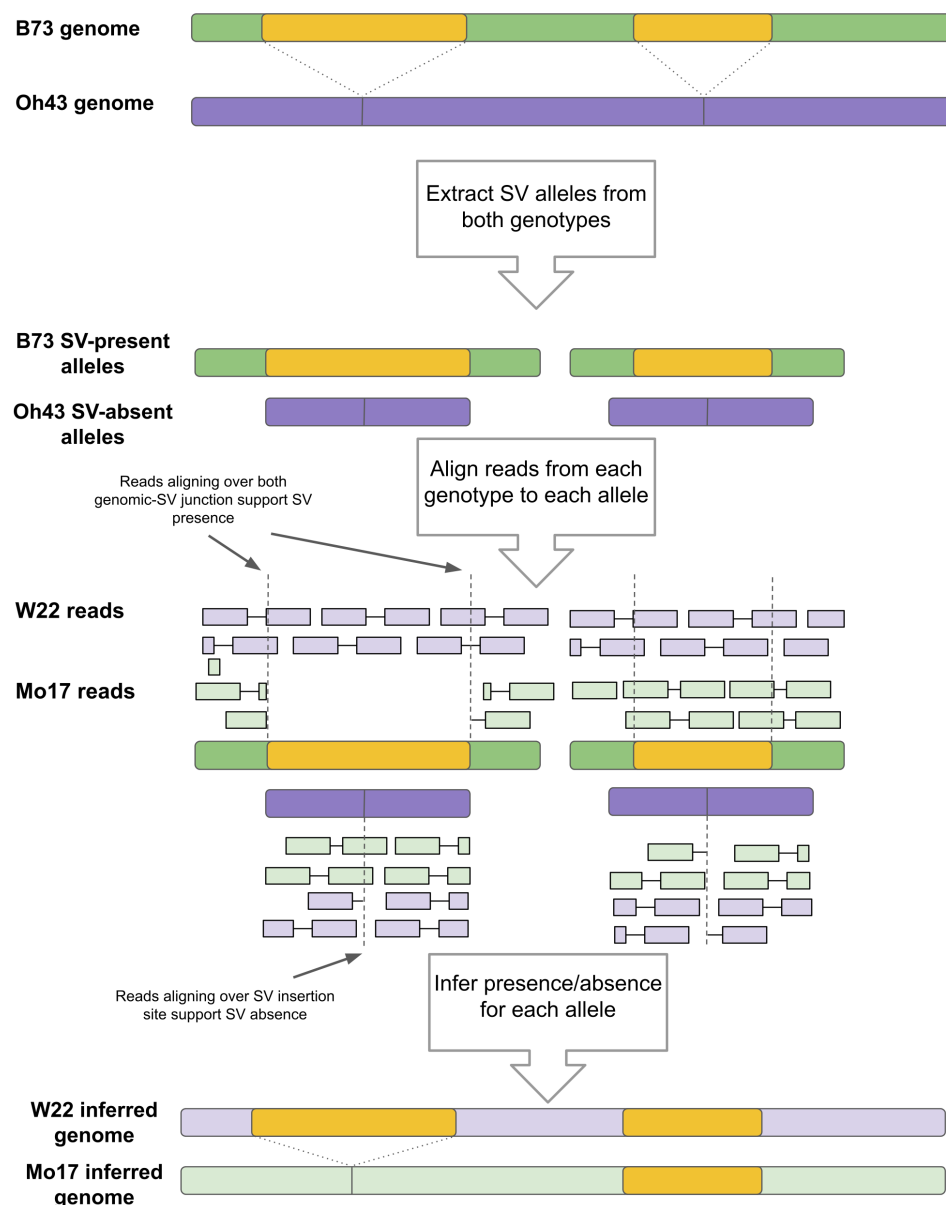 B73 genome
Oh43 genome
Extract SV alleles from
both genotypes
B73 SV-present
alleles
Oh43 SV-absent
alleles
Align reads from each
genotype to each allele
Reads aligning over both
genomic-SV junction support SV
presence
W22 reads
Mo17 reads
Reads aligning over SV insertion
site support SV absence
Infer presence/absence
for each allele
W22 inferred
genome
Mo17 inferred
genome